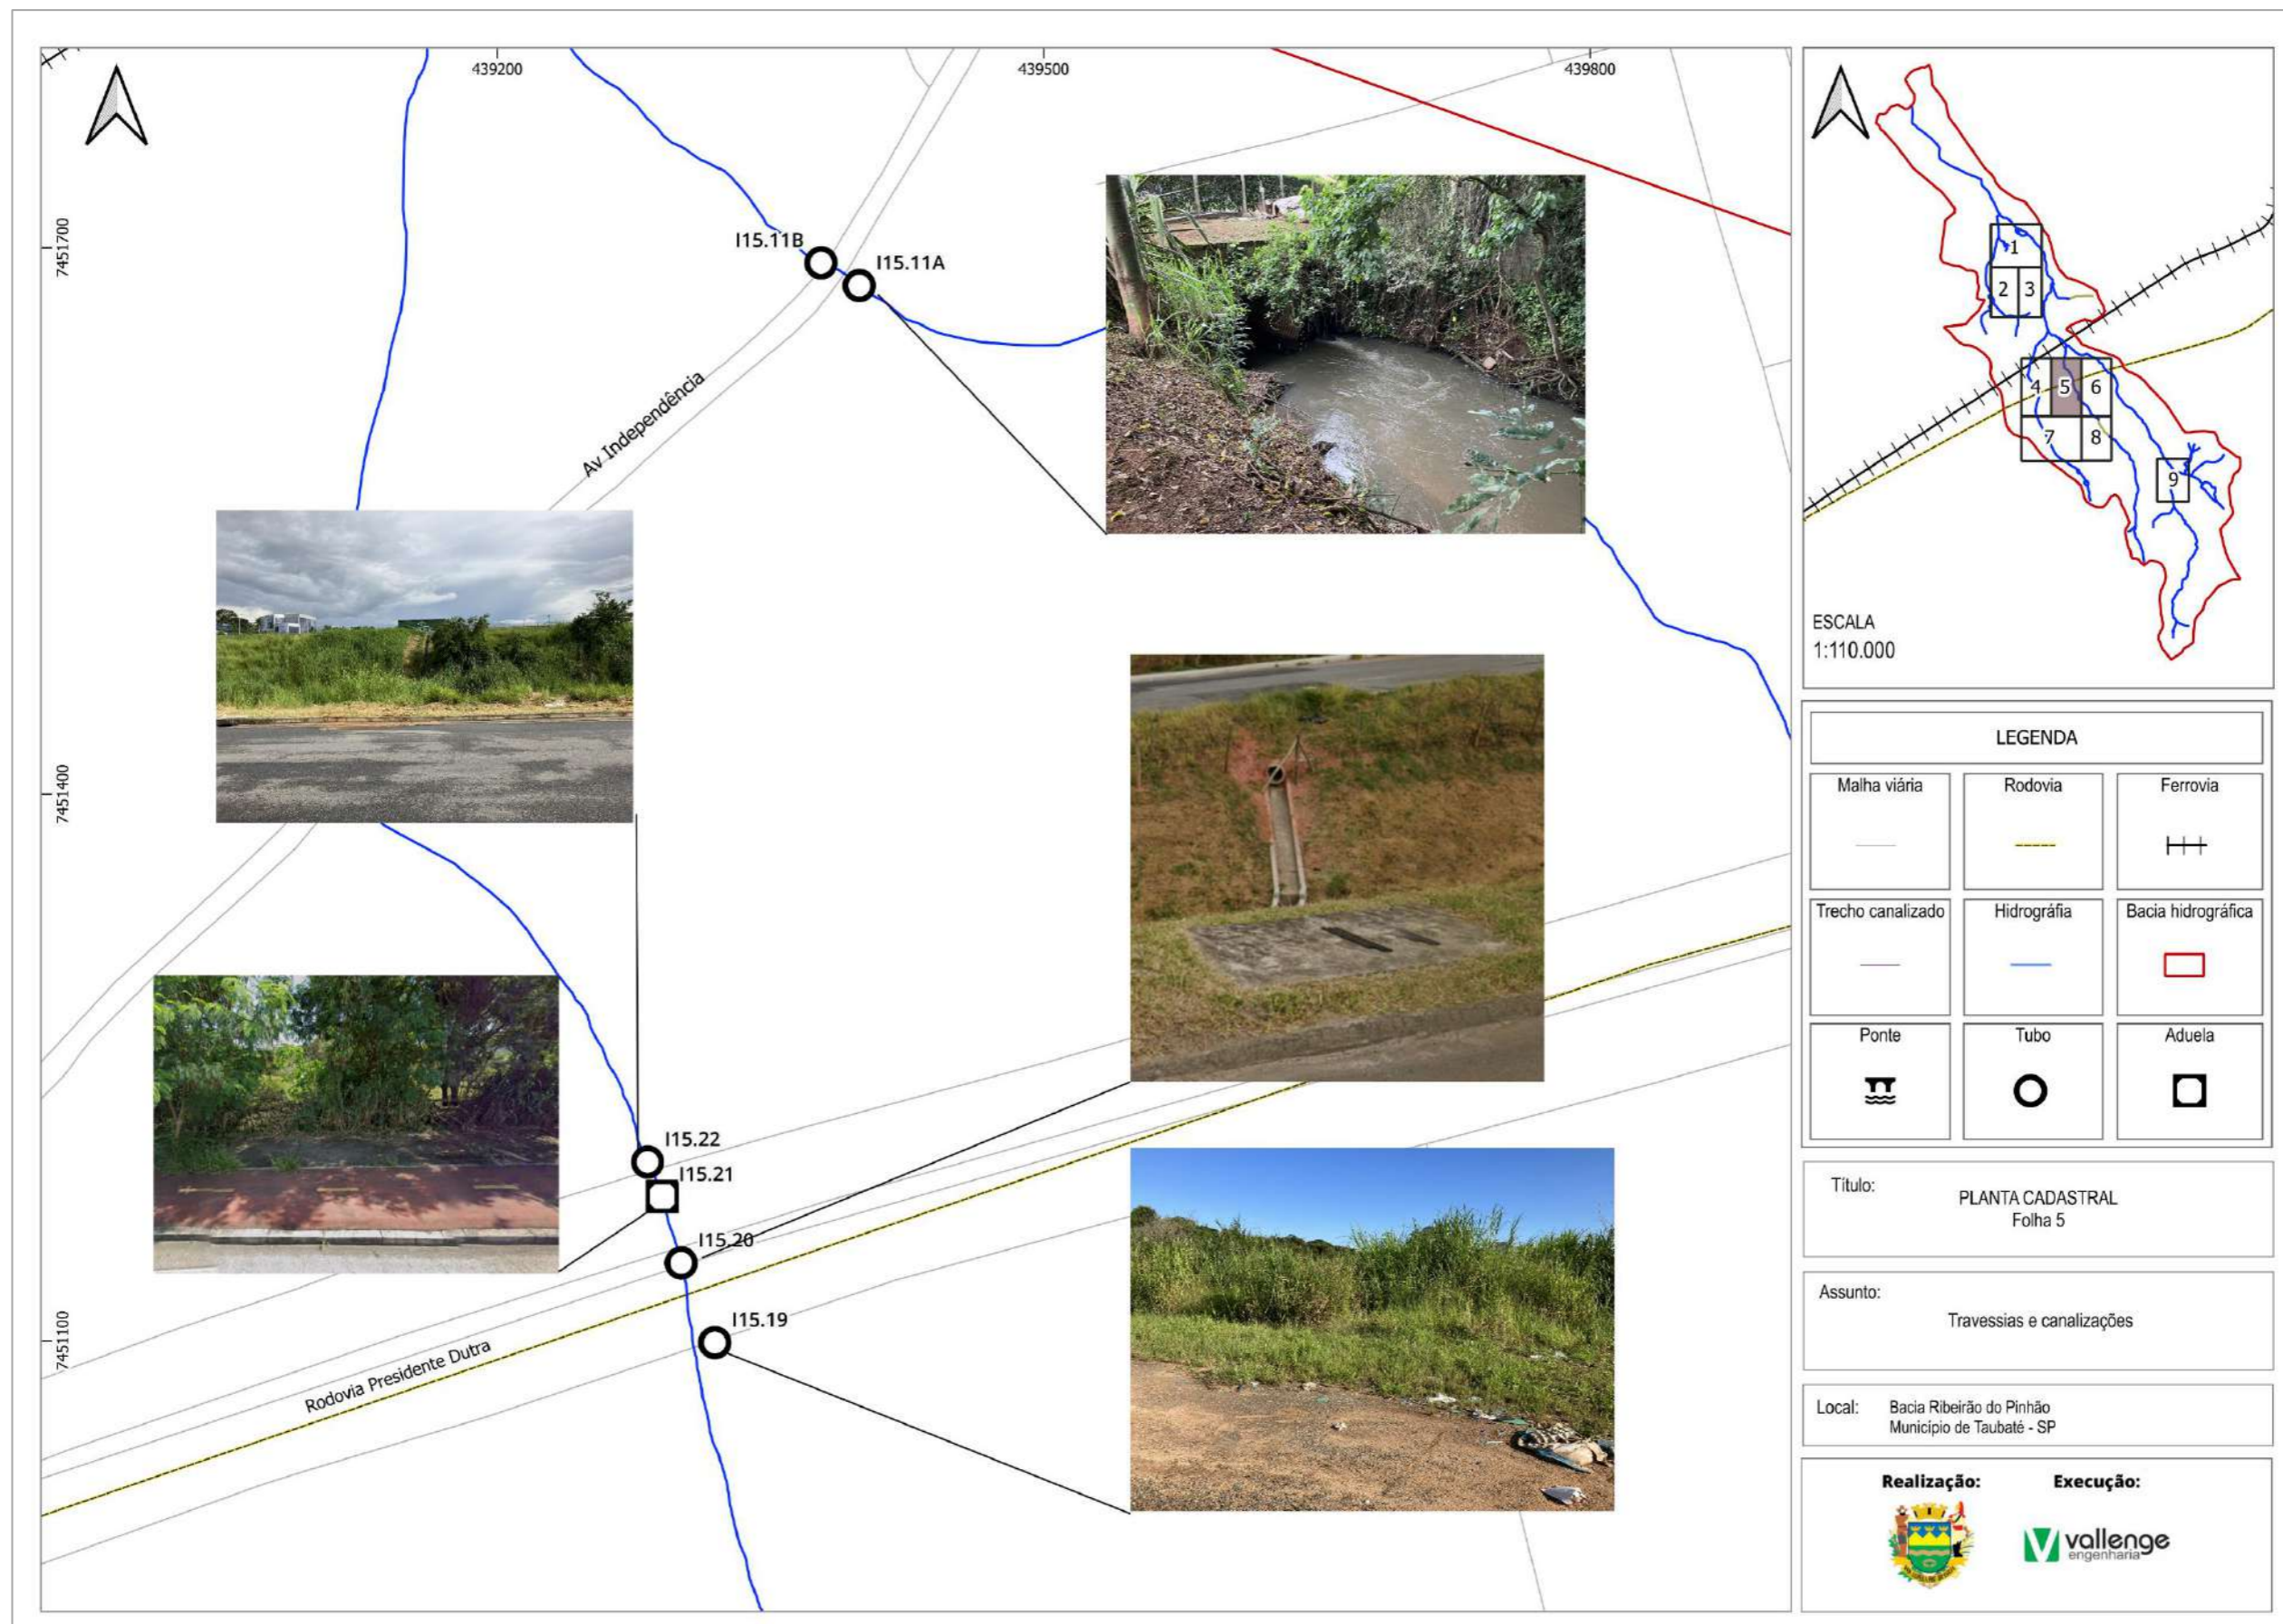 439200
439500
439800
7451700
7451400
7451100
I15.11B
I15.11A
Av Independência
I15.22
I15.21
I15.20
I15.19
Rodovia Presidente Dutra
1
2
3
4
5
6
7
8
9
ESCALA
1:110.000
LEGENDA
Malha viária
Rodovia
Ferrovia
Trecho canalizado
Hidrográfia
Bacia hidrográfica
Ponte
Tubo
Aduela
Título:
PLANTA CADASTRAL
Folha 5
Assunto:
Travessias e canalizações
Local:
Bacia Ribeirão do Pinhão
Município de Taubaté - SP
Realização:
Execução:
vallenge
engenharia